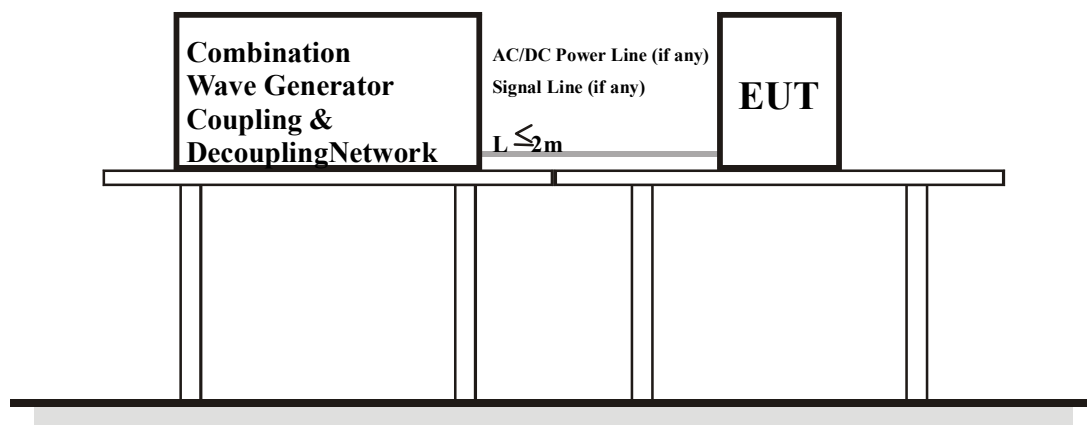 Combination
Wave Generator
Coupling &
DecouplingNetwork
AC/DC Power Line (if any)
Signal Line (if any)
L ≤2m
EUT